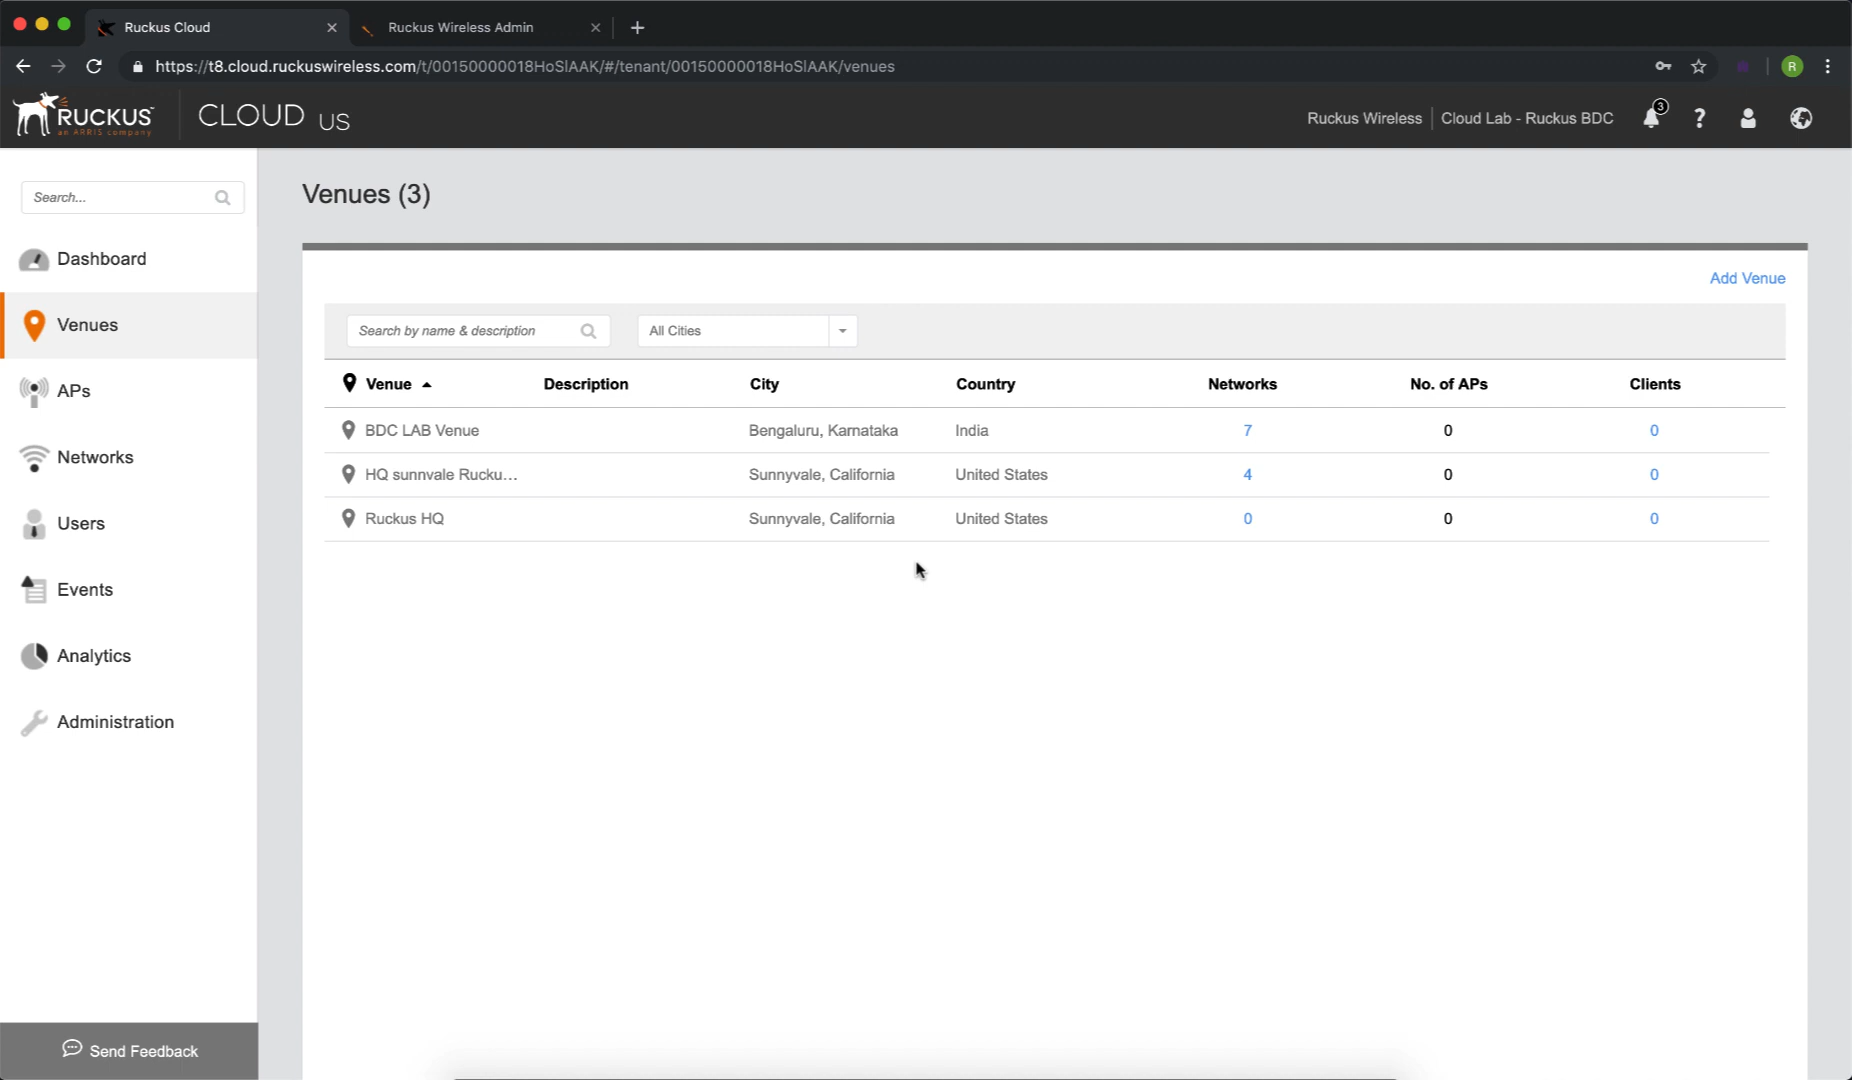 Ruckus Cloud
Ruckus Wireless Admin
https://t8.cloud.ruckuswireless.com/t/00150000018HoSlAAK/#/tenant/00150000018HoSlAAK/venues
R
RUCKUS™
an ARRIS company
CLOUD US
Ruckus Wireless
Cloud Lab - Ruckus BDC
3
?
Search...
Dashboard
Venues
APs
Networks
Users
Events
Analytics
Administration
Send Feedback
Venues (3)
Add Venue
Search by name & description
All Cities
Venue Description City Country Networks No. of APs Clients
BDC LAB Venue Bengaluru, Karnataka India 7 0 0
HQ sunnvale Rucku... Sunnyvale, California United States 4 0 0
Ruckus HQ Sunnyvale, California United States 0 0 0